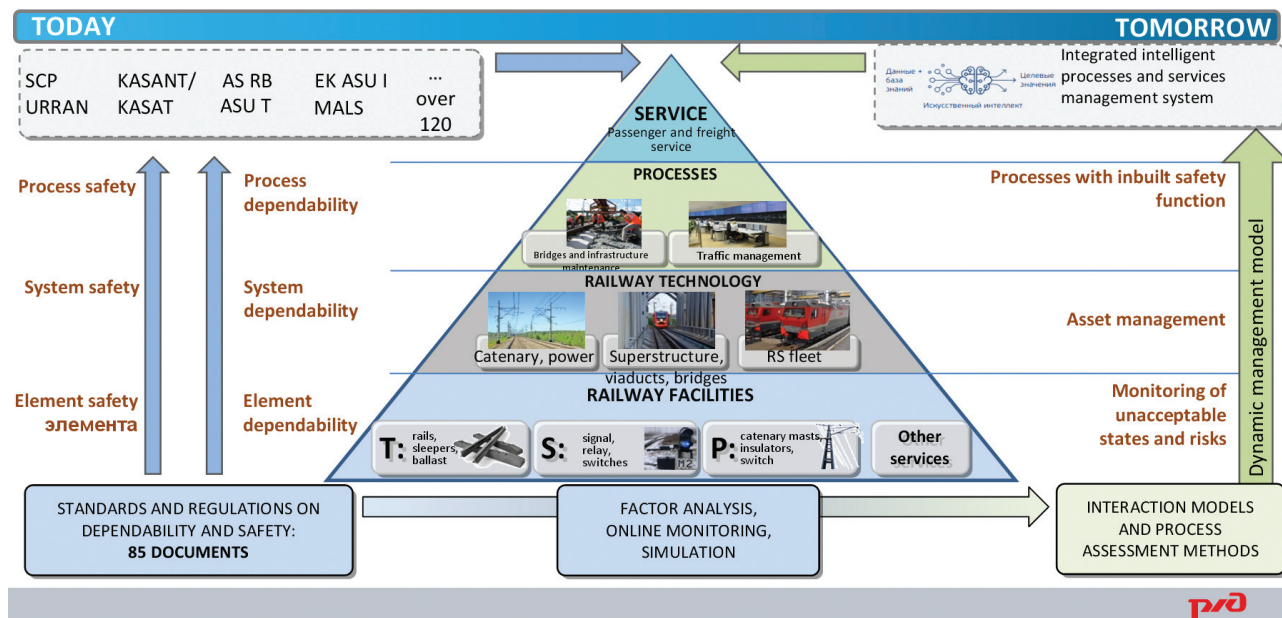 TODAY
TOMORROW
SCP
URRAN
KASANT/
KASAT
AS RB
ASU T
EK ASU I
MALS
...
over
120
Данные +
база
знаний
Целевые
значения
Искусственный интеллект
Integrated intelligent
processes and services
management system
SERVICE
Passenger and freight
service
Process safety
Process
dependability
PROCESSES
Bridges and infrastructure
maintenance
Traffic management
Processes with inbuilt safety
function
System safety
System
dependability
RAILWAY TECHNOLOGY
Catenary, power
Superstructure,
viaducts, bridges
RS fleet
Asset management
Element safety
элемента
Element
dependability
RAILWAY FACILITIES
T:
rails,
sleepers,
ballast
S:
signal,
relay,
switches
M2
P:
catenary masts,
insulators,
switch
Other
services
Monitoring of
unacceptable
states and risks
Dynamic management model
STANDARDS AND REGULATIONS ON
DEPENDABILITY AND SAFETY:
85 DOCUMENTS
FACTOR ANALYSIS,
ONLINE MONITORING,
SIMULATION
INTERACTION MODELS
AND PROCESS
ASSESSMENT METHODS
ржд